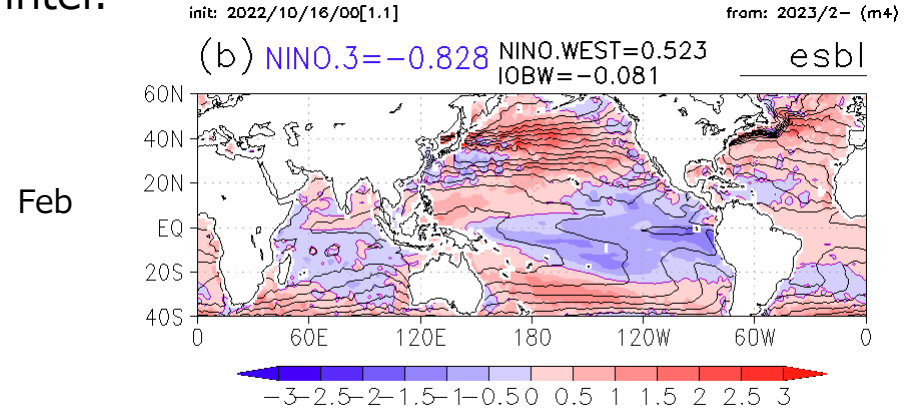 inter.
init: 2022/10/16/00[1.1] from: 2023/2- (m4)
(b) NINO.3=-0.828 NINO.WEST=0.523 esbl
IOBW=-0.081
60N
40N
Feb
20N
EQ
20S
40S
0 60E 120E 180 120W 60W 0
-3-2.5-2-1.5-1-0.5 0 0.5 1 1.5 2 2.5 3